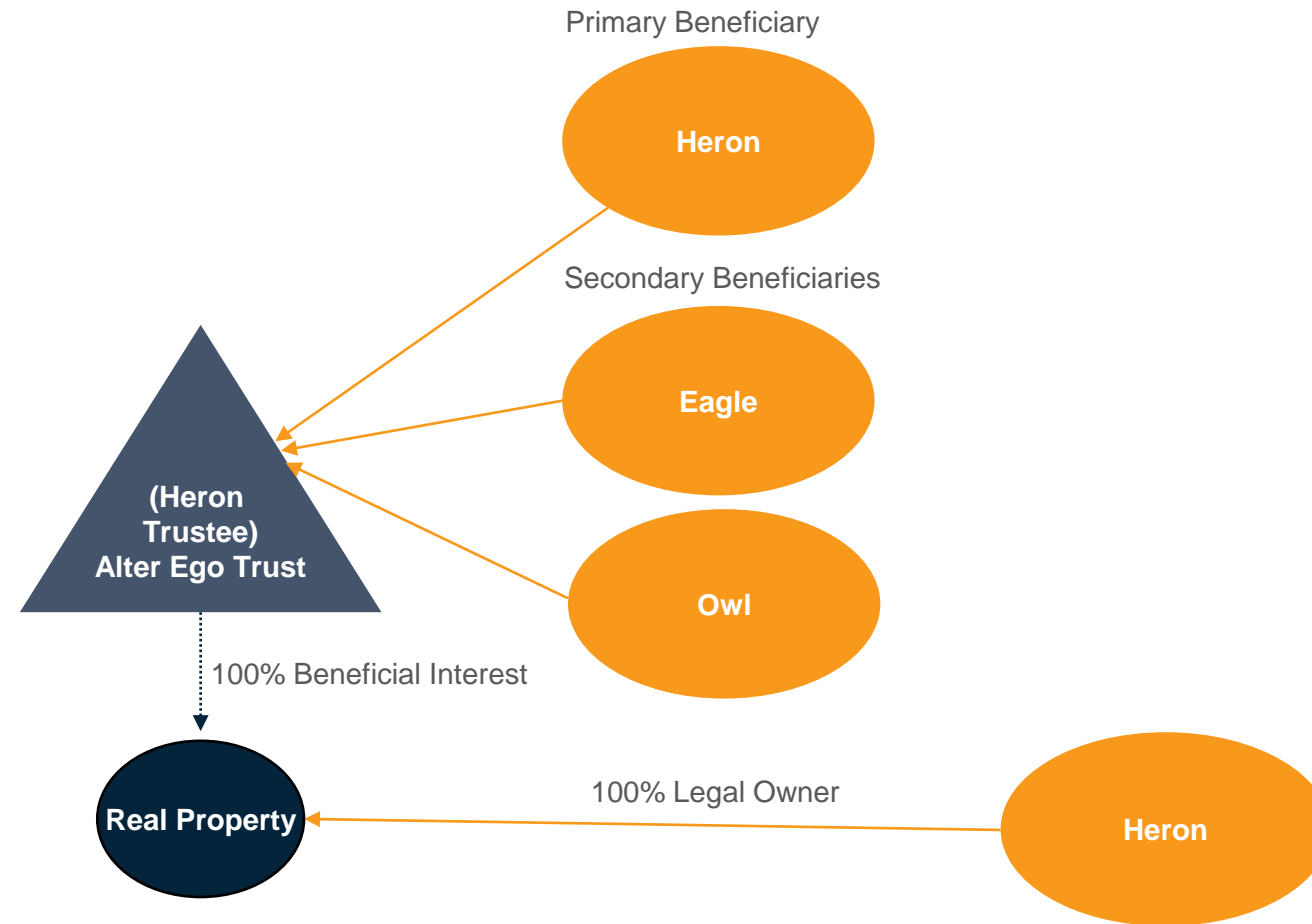 Primary Beneficiary
Heron
Secondary Beneficiaries
Eagle
(Heron
Trustee)
Alter Ego Trust
Owl
100% Beneficial Interest
100% Legal Owner
Real Property
Heron